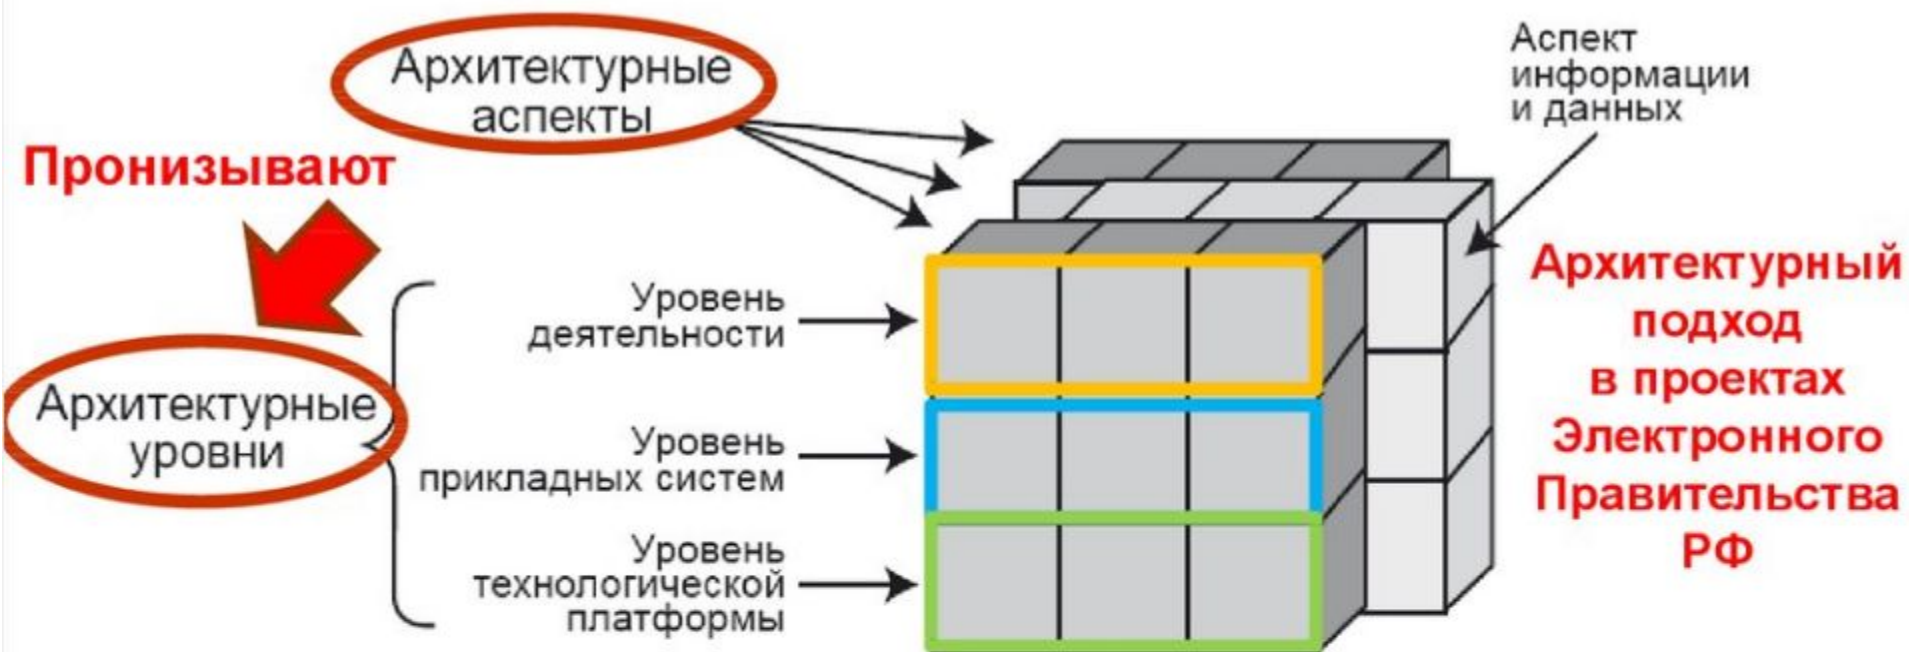 Архитектурные
аспекты
Аспект
информации
и данных
Пронизывают
Архитектурные
уровни
Уровень
деятельности
Уровень
прикладных систем
Уровень
технологической
платформы
Архитектурный
подход
в проектах
Электронного
Правительства
РФ